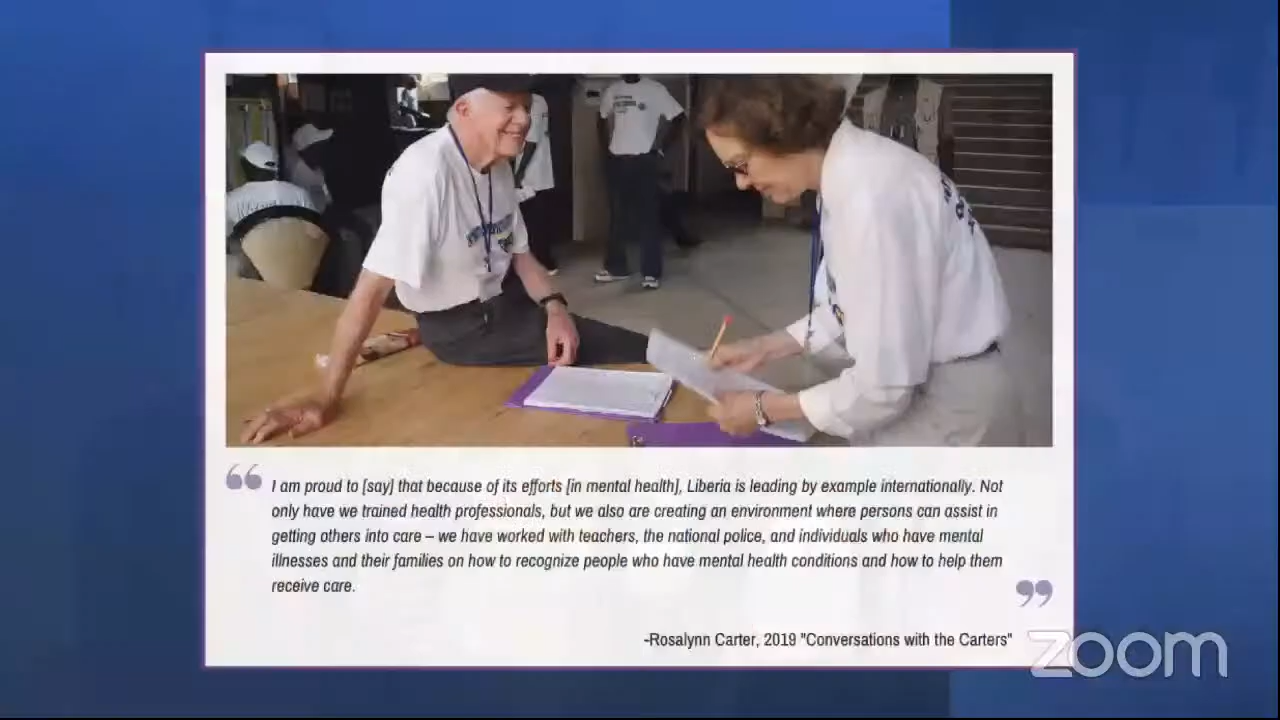 “ I am proud to [say] that because of its efforts [in mental health], Liberia is leading by example internationally. Not
only have we trained health professionals, but we also are creating an environment where persons can assist in
getting others into care – we have worked with teachers, the national police, and individuals who have mental
illnesses and their families on how to recognize people who have mental health conditions and how to help them
receive care. ”
-Rosalynn Carter, 2019 "Conversations with the Carters"
zoom